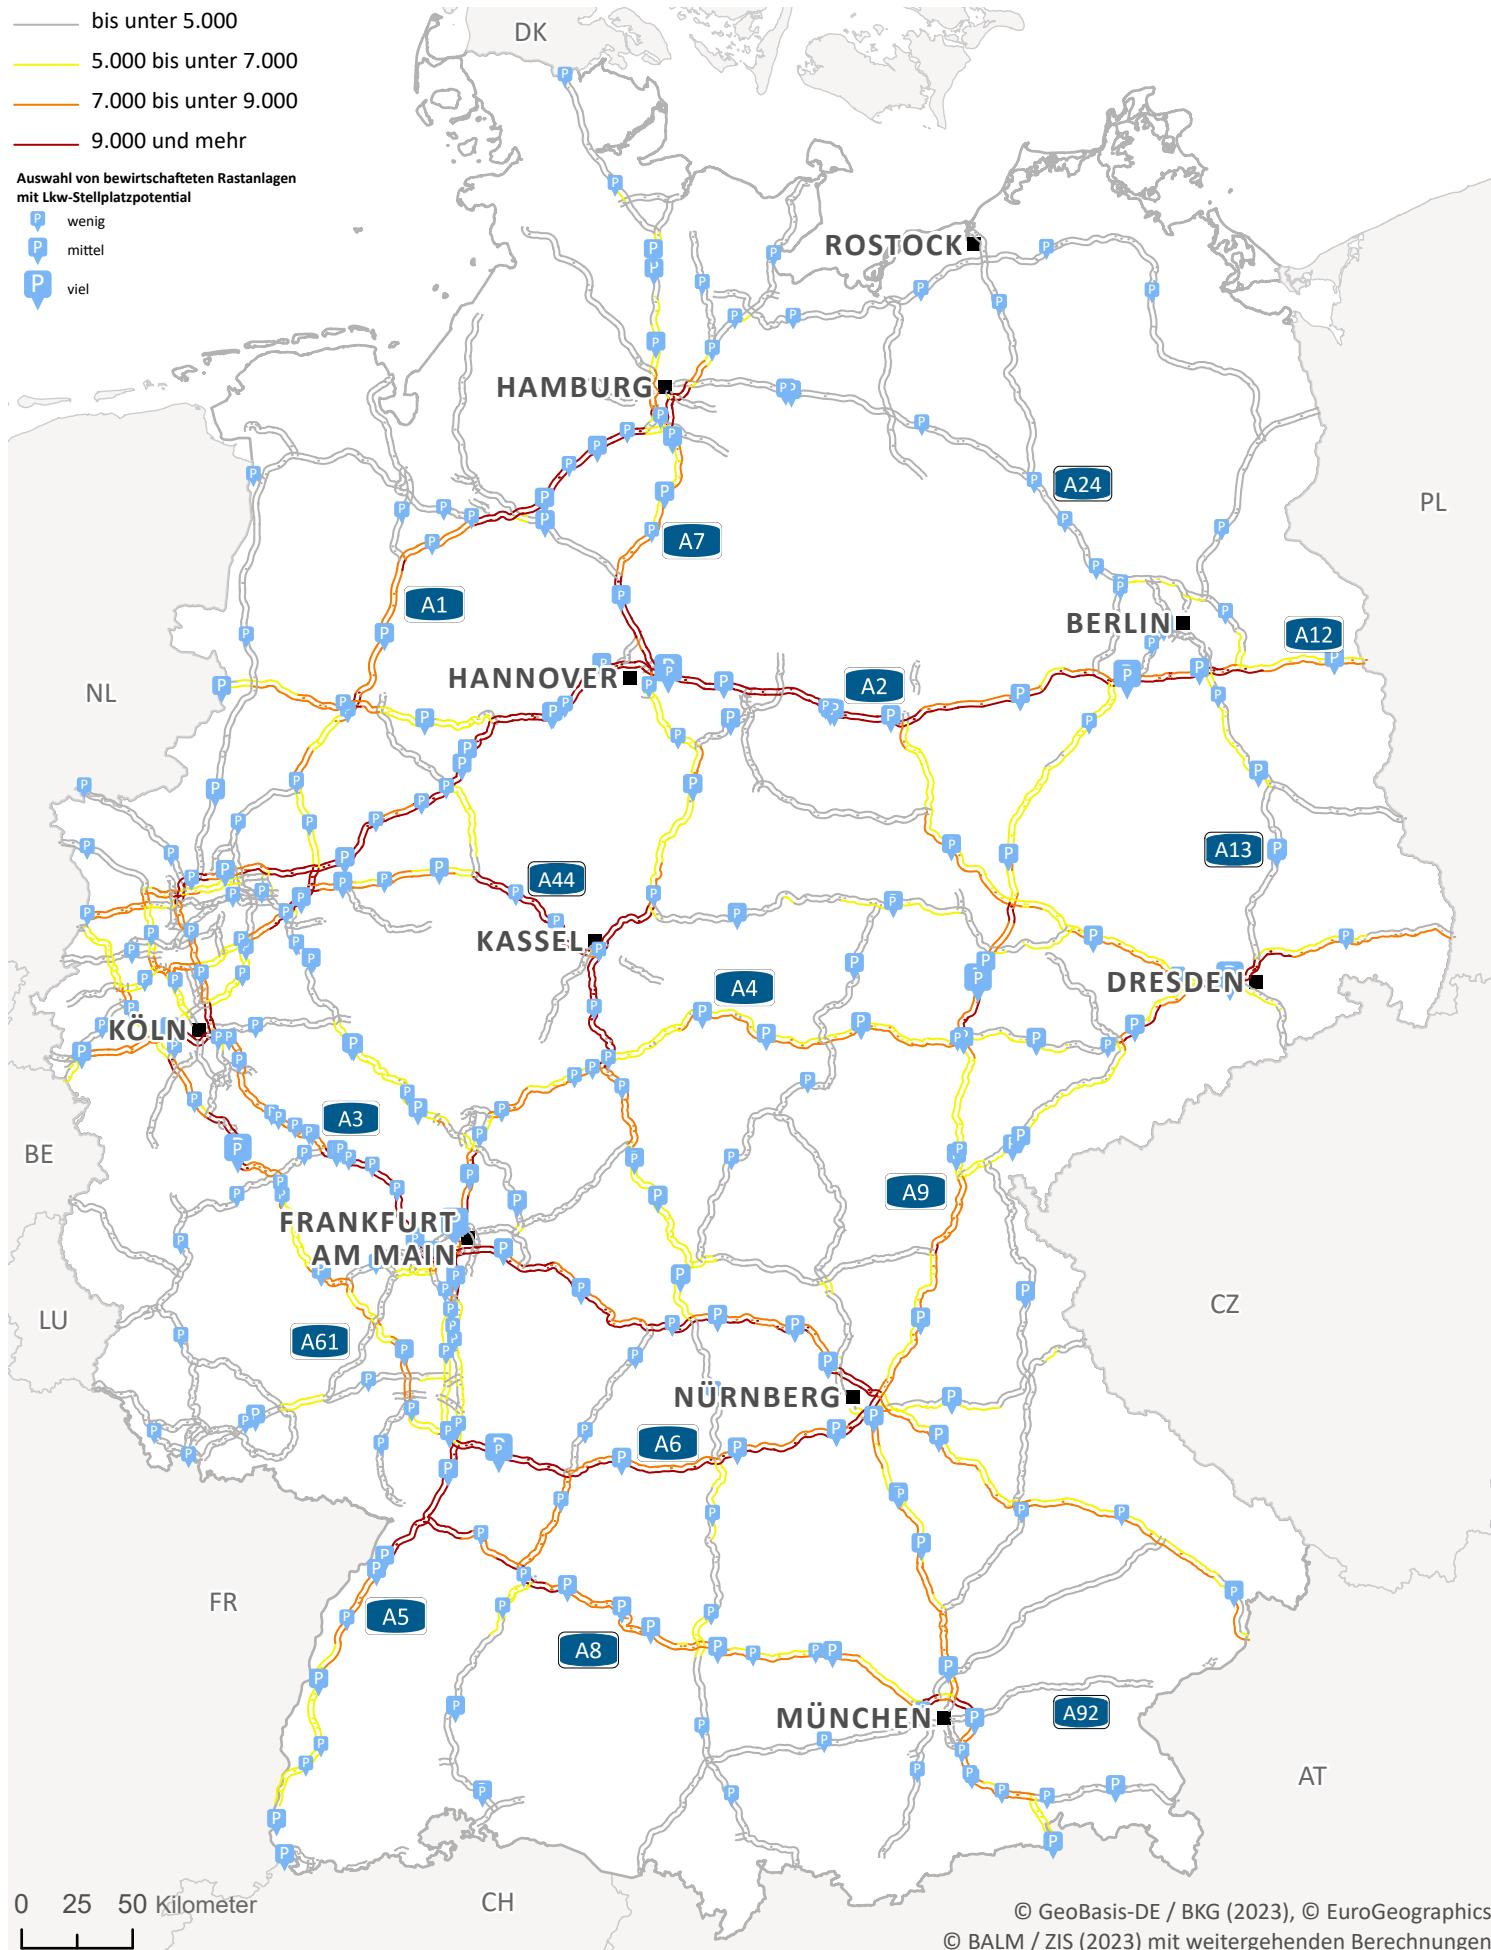 bis unter 5.000
5.000 bis unter 7.000
7.000 bis unter 9.000
9.000 und mehr
Auswahl von bewirtschafteten Rastanlagen
mit Lkw-Stellplatzpotential
P wenig
P mittel
P viel
DK
ROSTOCK
HAMBURG
A24
PL
A7
A1
BERLIN
A12
HANNOVER
A2
NL
A13
A44
KASSEL
DRESDEN
A4
KÖLN
A3
BE
A9
FRANKFURT
AM MAIN
CZ
LU
A61
NÜRNBERG
A6
FR
A5
A8
MÜNCHEN
A92
AT
0 25 50 Kilometer
CH
© GeoBasis-DE / BKG (2023), © EuroGeographics
© BALM / ZIS (2023) mit weitergehenden Berechnungen